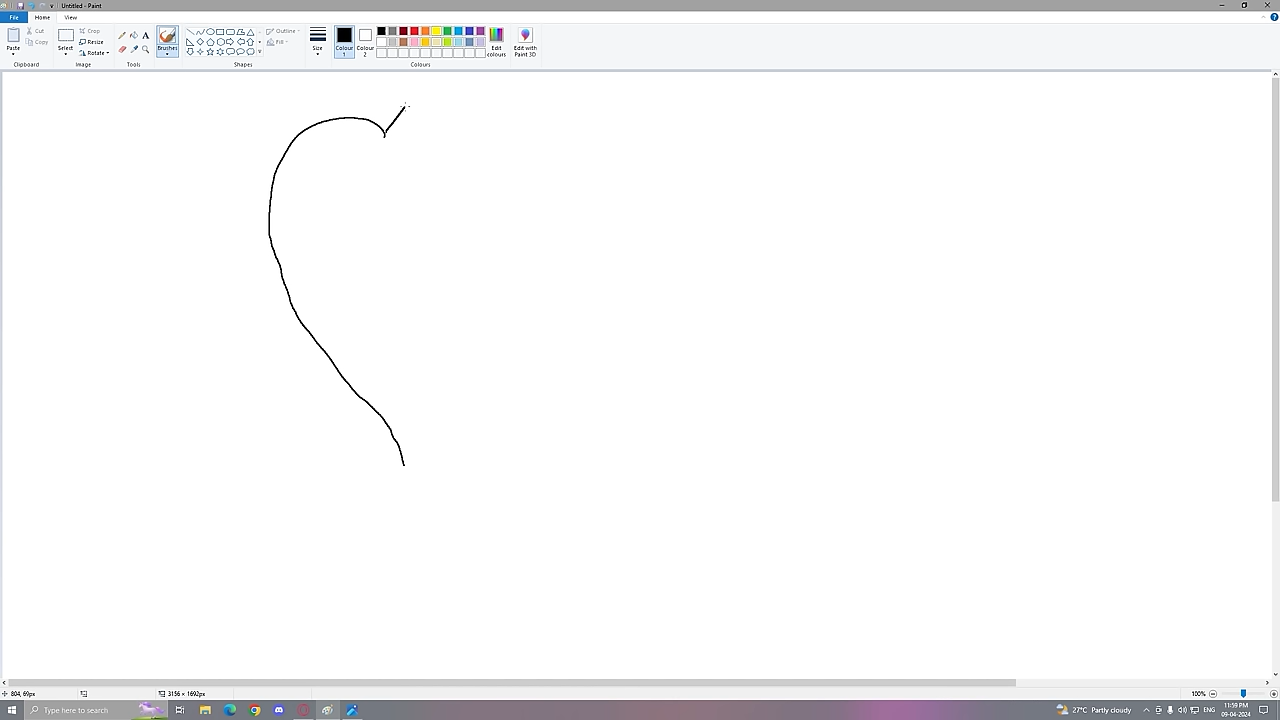 Untitled - Paint
File Home View
Paste
Cut
Copy
Clipboard
Select
Crop
Resize
Rotate
Image
A
Tools
Brushes
Outline
Fill
Shapes
Size
Colour 1
Colour 2
Edit colours
Edit with Paint 3D
Colours
804, 69px
3156 × 1692px
100%
Type here to search
27°C Partly cloudy
ENG
11:59 PM
09-04-2024